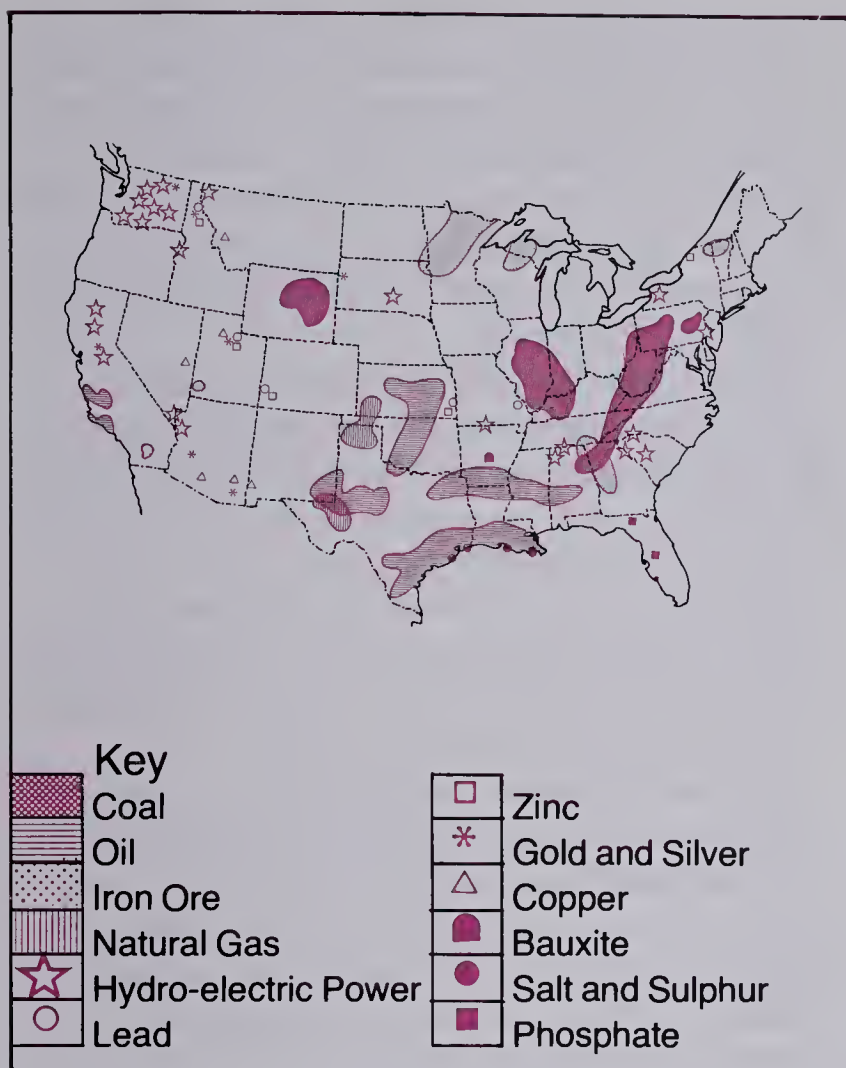 Key
Coal
Oil
Iron Ore
Natural Gas
Hydro-electric Power
Lead
Zinc
Gold and Silver
Copper
Bauxite
Salt and Sulphur
Phosphate